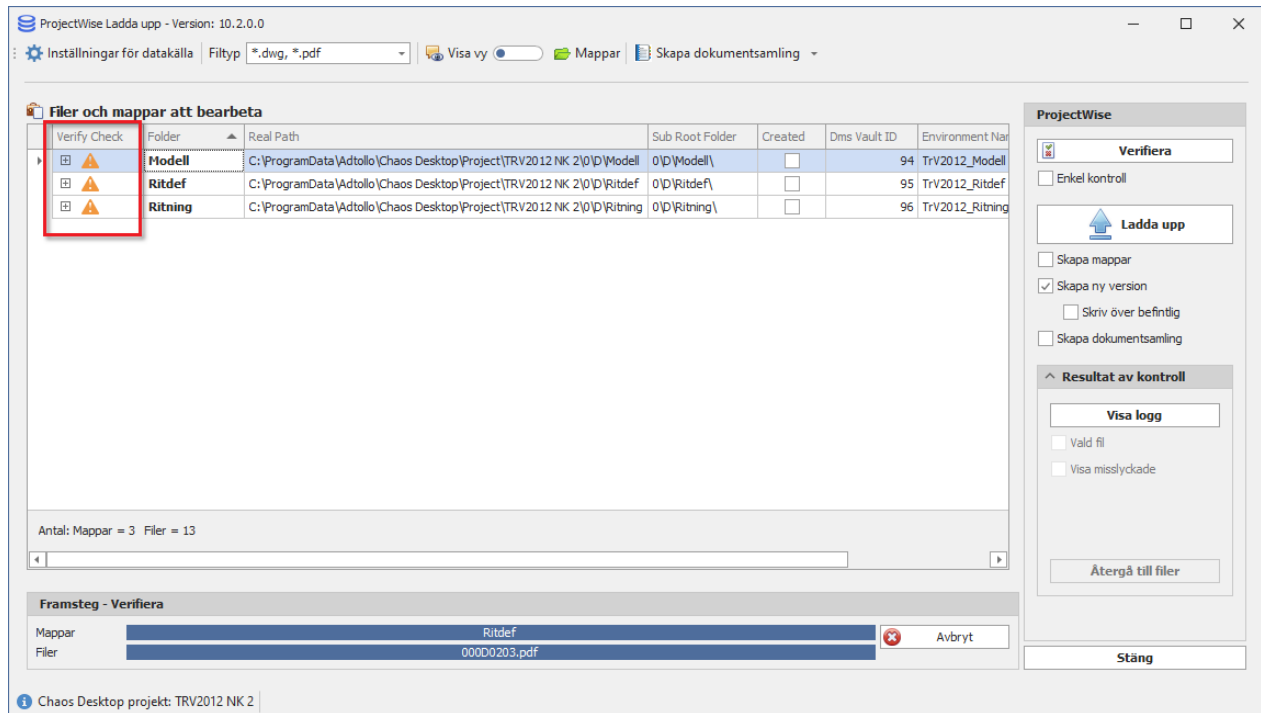 ProjectWise Ladda upp - Version: 10.2.0.0
Inställningar för datakälla Filtyp *.dwg, *.pdf Visa vy Mappar Skapa dokumentsamling
Filer och mappar att bearbeta
Verify Check Folder Real Path Sub Root Folder Created Dms Vault ID Environment Nar
Modell C:\ProgramData\Adtollo\Chaos Desktop\Project\TRV2012 NK 2\0\D\Modell 0\D\Modell\ 94 TrV2012_Modell
Ritdef C:\ProgramData\Adtollo\Chaos Desktop\Project\TRV2012 NK 2\0\D\Ritdef 0\D\Ritdef\ 95 TrV2012_Ritdef
Ritning C:\ProgramData\Adtollo\Chaos Desktop\Project\TRV2012 NK 2\0\D\Ritning 0\D\Ritning\ 96 TrV2012_Ritning
Antal: Mappar = 3 Filer = 13
Framsteg - Verifiera
Mappar Ritdef
Filer 000D0203.pdf
Avbryt
ProjectWise
Verifiera
Enkel kontroll
Ladda upp
Skapa mappar
Skapa ny version
Skriv över befintlig
Skapa dokumentsamling
Resultat av kontroll
Visa logg
Vald fil
Visa misslyckade
Återgå till filer
Stäng
Chaos Desktop projekt: TRV2012 NK 2